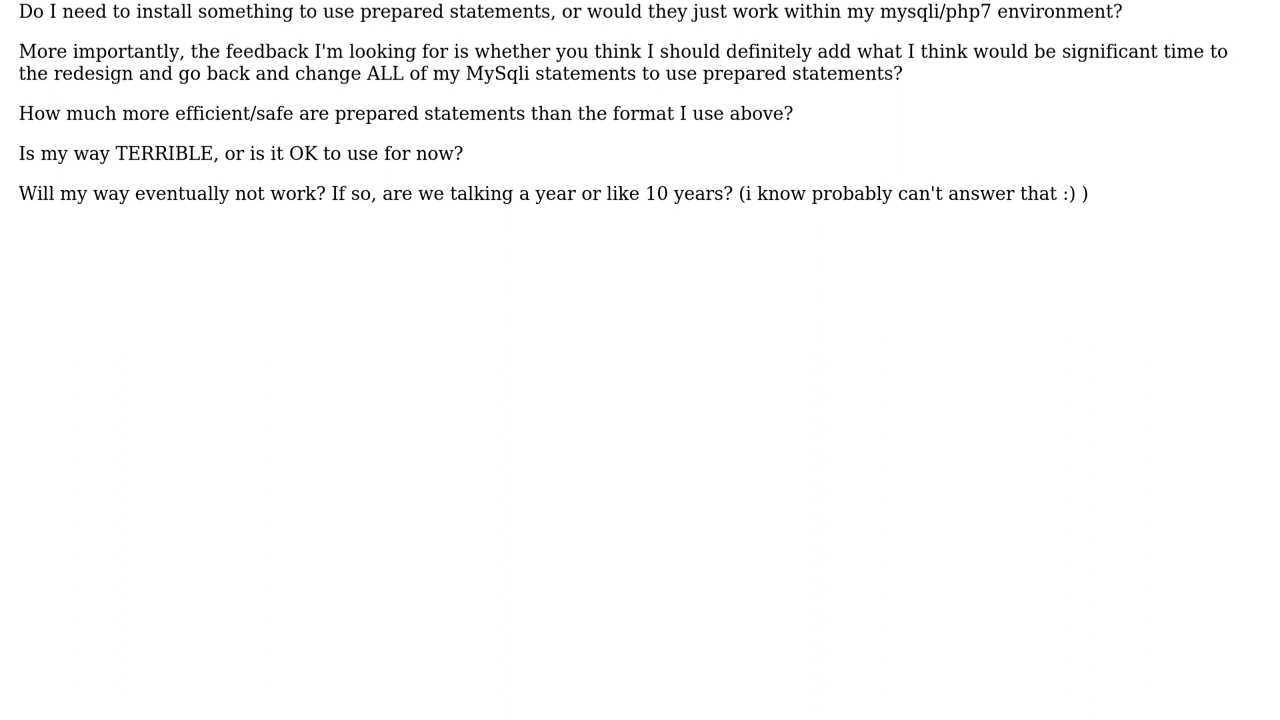 Do I need to install something to use prepared statements, or would they just work within my mysqli/php7 environment?
More importantly, the feedback I'm looking for is whether you think I should definitely add what I think would be significant time to
the redesign and go back and change ALL of my MySqli statements to use prepared statements?
How much more efficient/safe are prepared statements than the format I use above?
Is my way TERRIBLE, or is it OK to use for now?
Will my way eventually not work? If so, are we talking a year or like 10 years? (i know probably can't answer that :) )